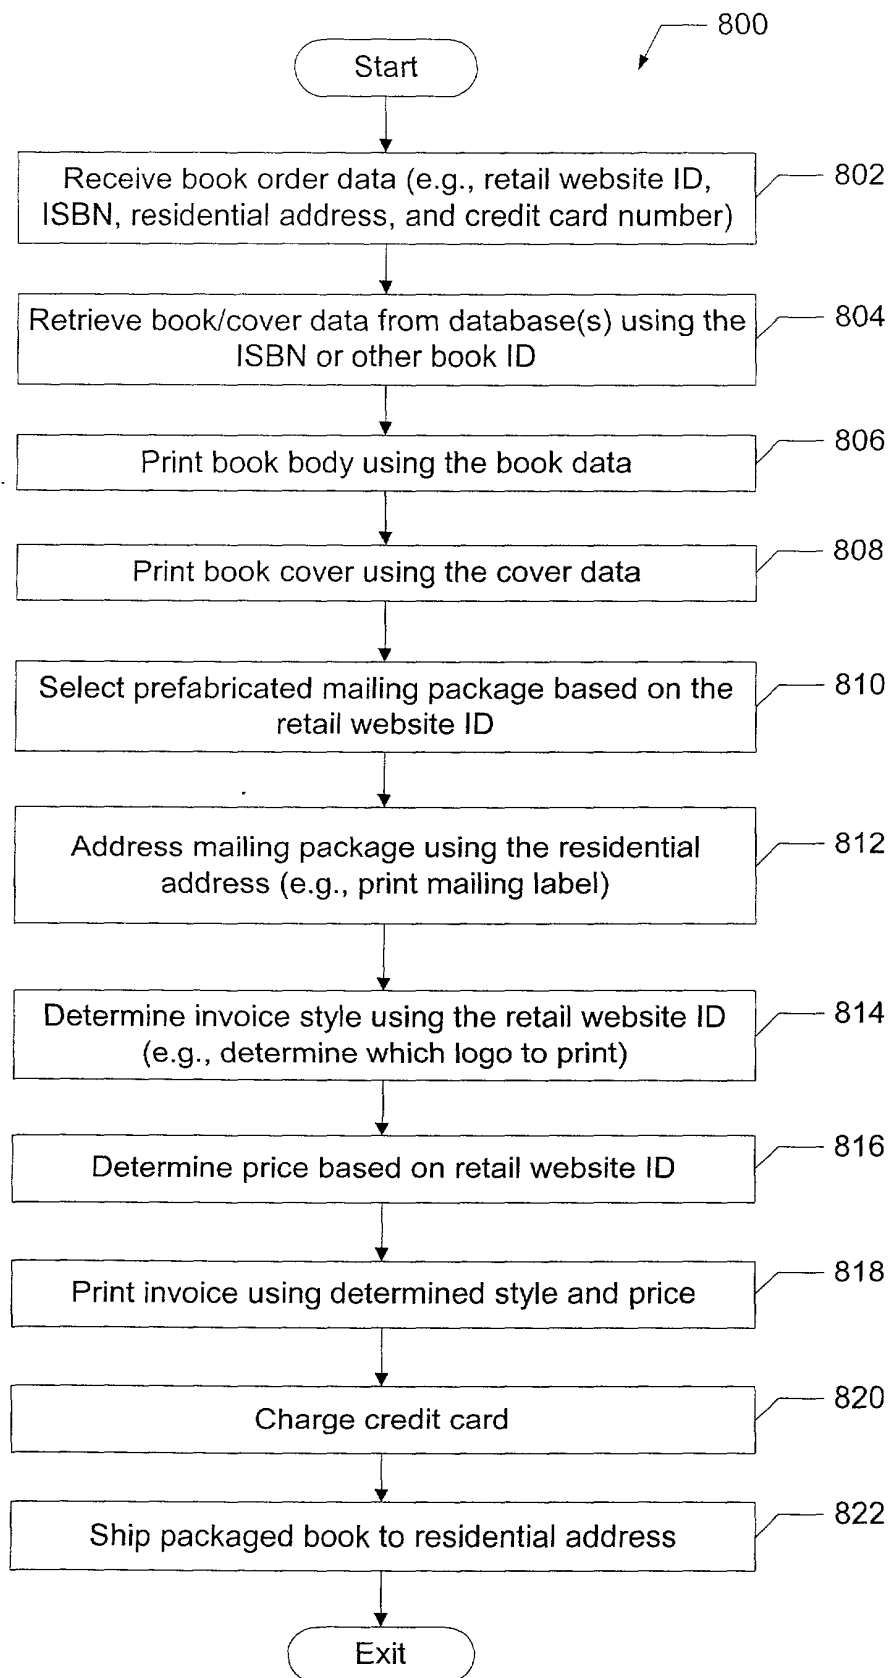 800
Start
Receive book order data (e.g., retail website ID,
ISBN, residential address, and credit card number)
802
Retrieve book/cover data from database(s) using the
ISBN or other book ID
804
Print book body using the book data
806
Print book cover using the cover data
808
Select prefabricated mailing package based on the
retail website ID
810
Address mailing package using the residential
address (e.g., print mailing label)
812
Determine invoice style using the retail website ID
(e.g., determine which logo to print)
814
Determine price based on retail website ID
816
Print invoice using determined style and price
818
Charge credit card
820
Ship packaged book to residential address
822
Exit